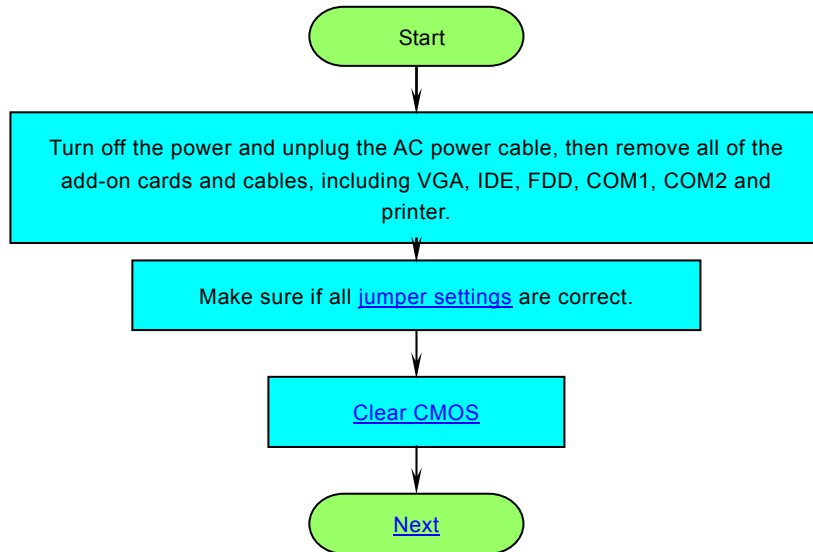 Start
Turn off the power and unplug the AC power cable, then remove all of the
add-on cards and cables, including VGA, IDE, FDD, COM1, COM2 and
printer.
Make sure if all jumper settings are correct.
Clear CMOS
Next